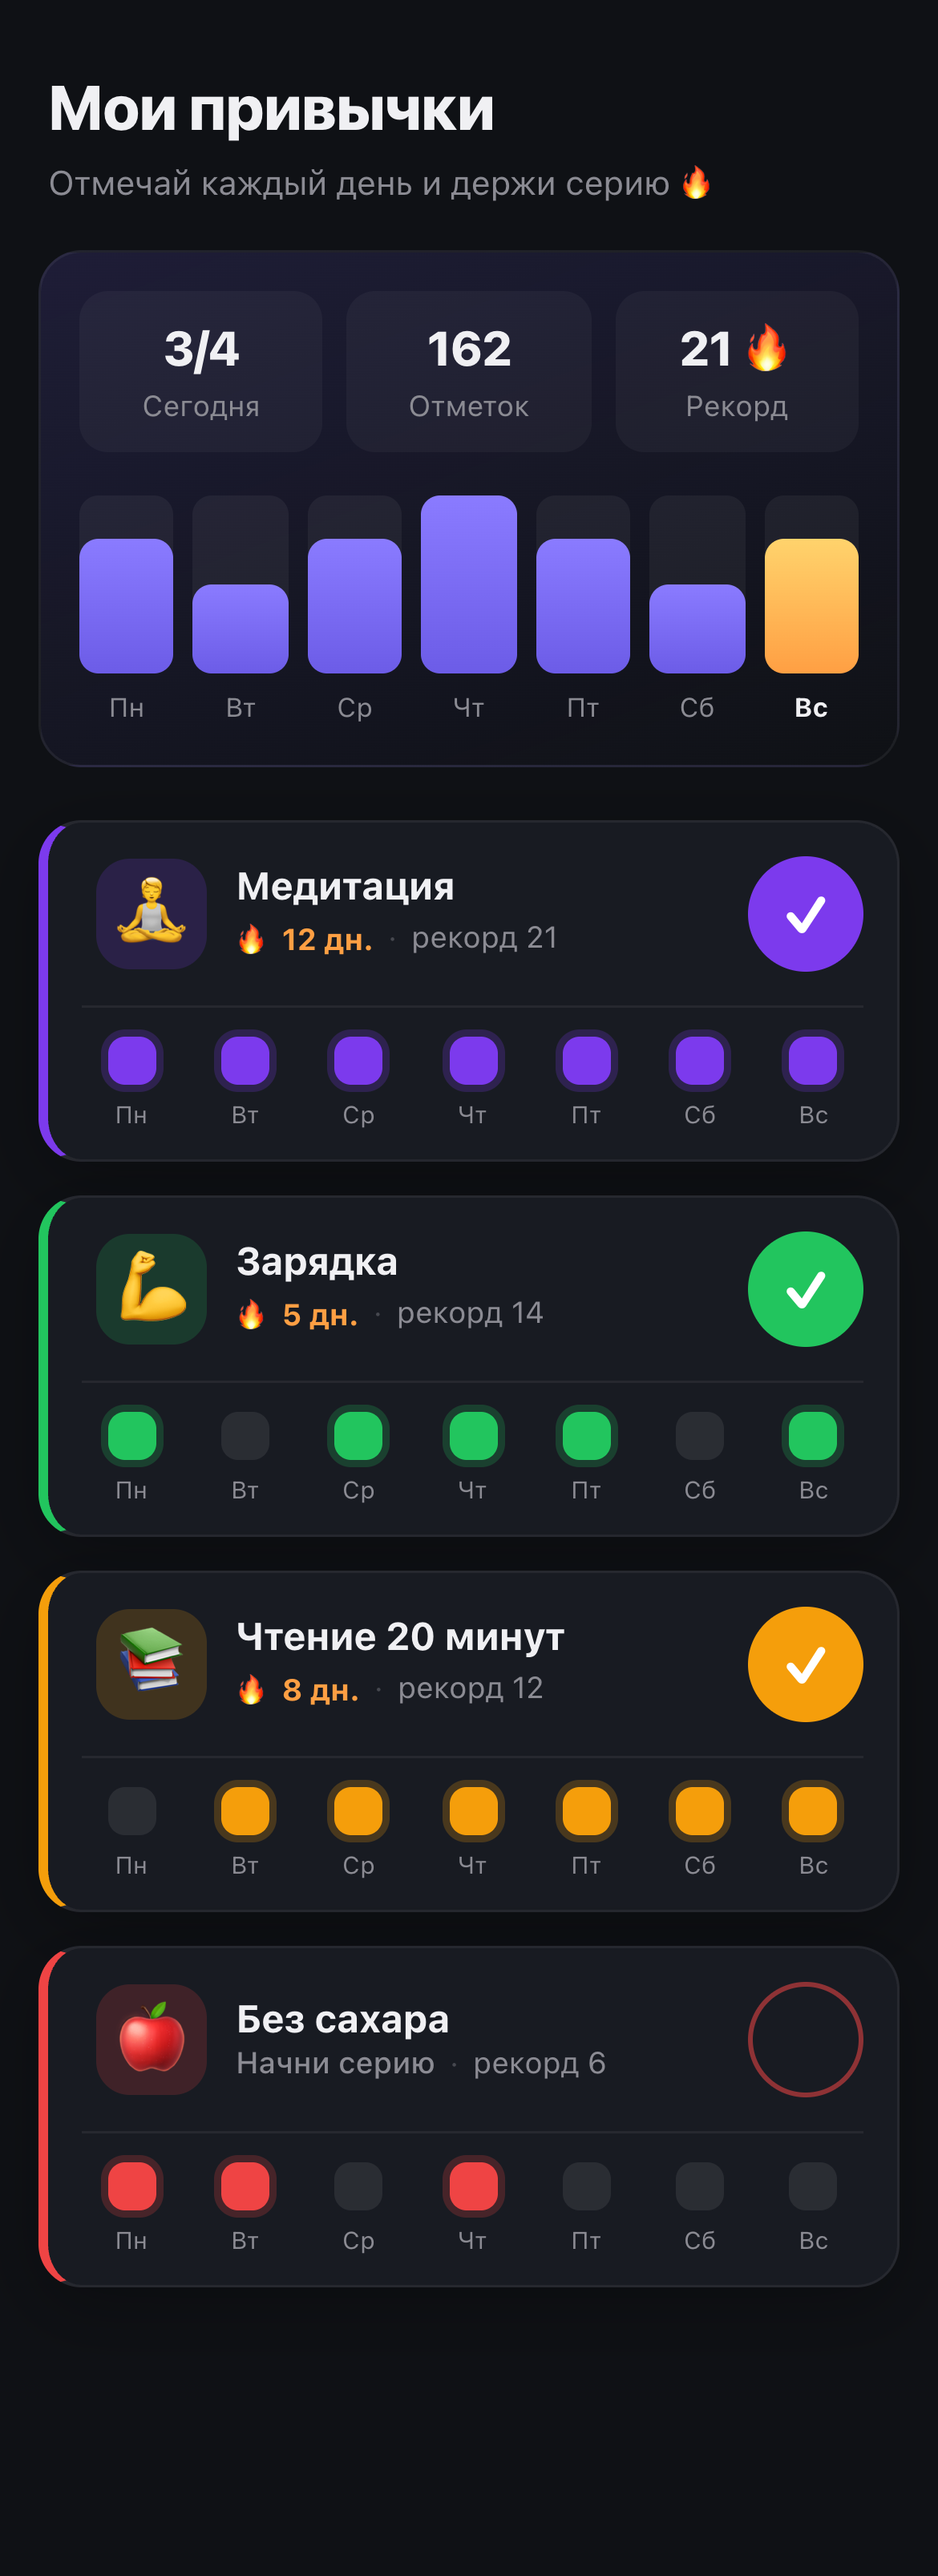 Мои привычки
Отмечай каждый день и держи серию 🔥
3/4 162 21 🔥
Сегодня Отметок Рекорд
Пн Вт Ср Чт Пт Сб Вс
Медитация
🔥 12 дн. · рекорд 21
Пн Вт Ср Чт Пт Сб Вс
Зарядка
🔥 5 дн. · рекорд 14
Пн Вт Ср Чт Пт Сб Вс
Чтение 20 минут
🔥 8 дн. · рекорд 12
Пн Вт Ср Чт Пт Сб Вс
Без сахара
Начни серию · рекорд 6
Пн Вт Ср Чт Пт Сб Вс